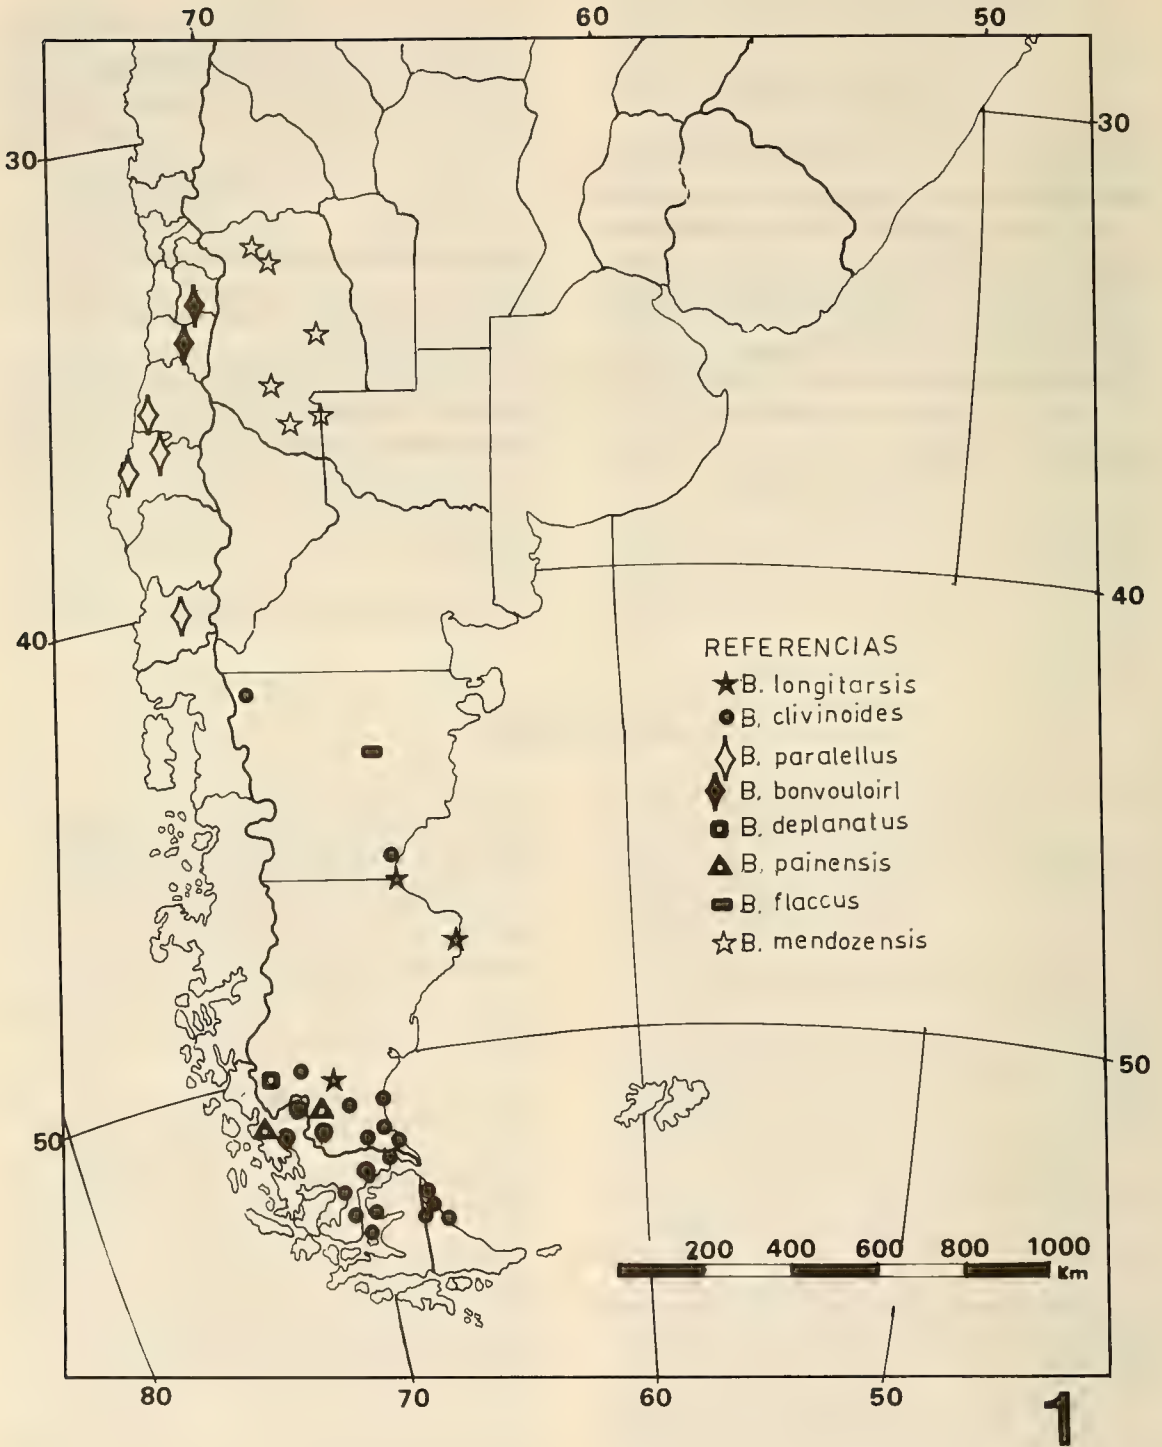 70 60 50
30
30
40
40
REFERENCIAS
B. longitarsis
B. clivinoides
B. paralellus
B. bonvouloirl
B. deplanatus
B. painensis
B. flaccus
B. mendozensis
50
50
200 400 600 800 1000
Km
80 70 60 50
1